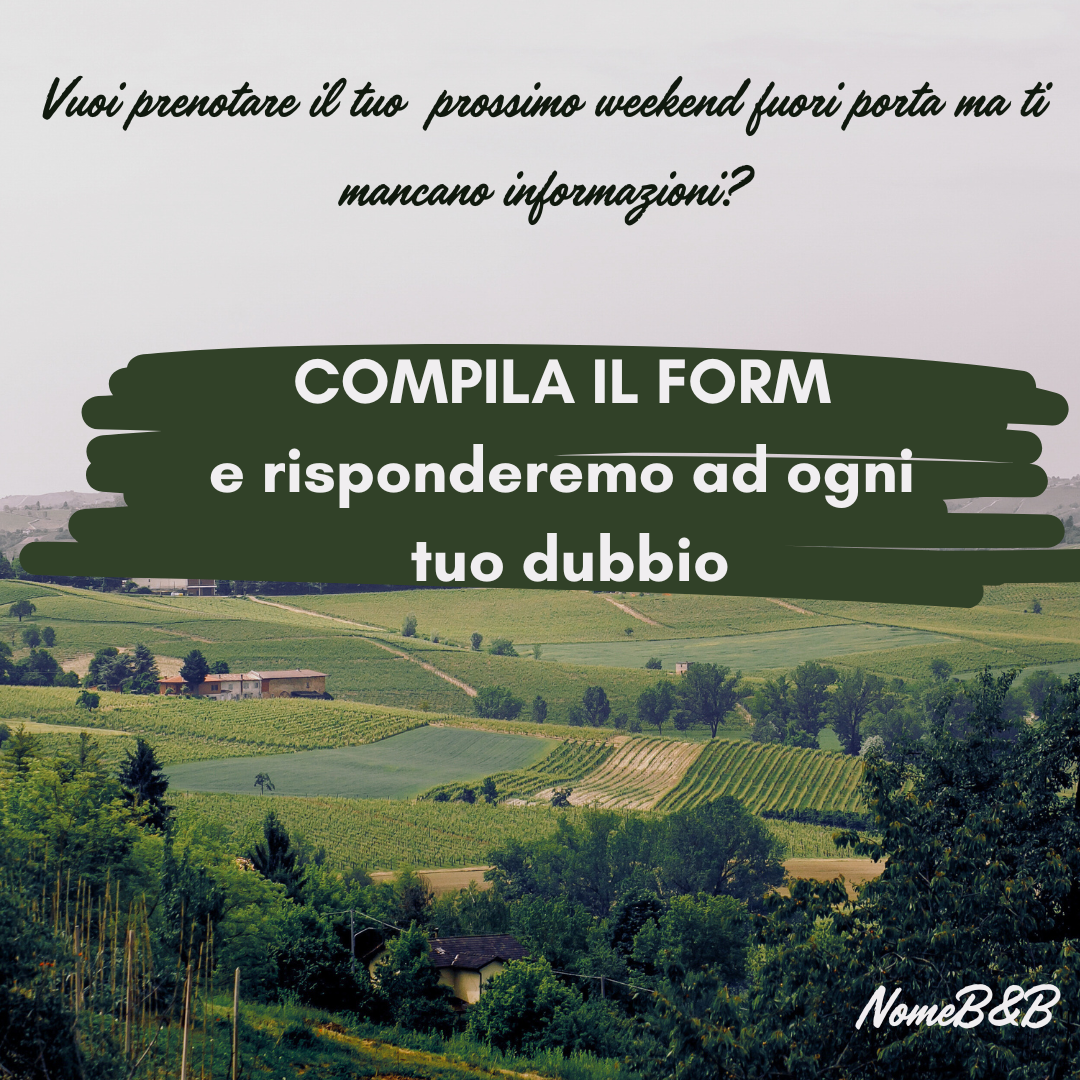 Vuoi prenotare il tuo  prossimo weekend fuori porta ma ti
mancano informazioni?
COMPILA IL FORM
e risponderemo ad ogni
tuo dubbio
NomeB&B